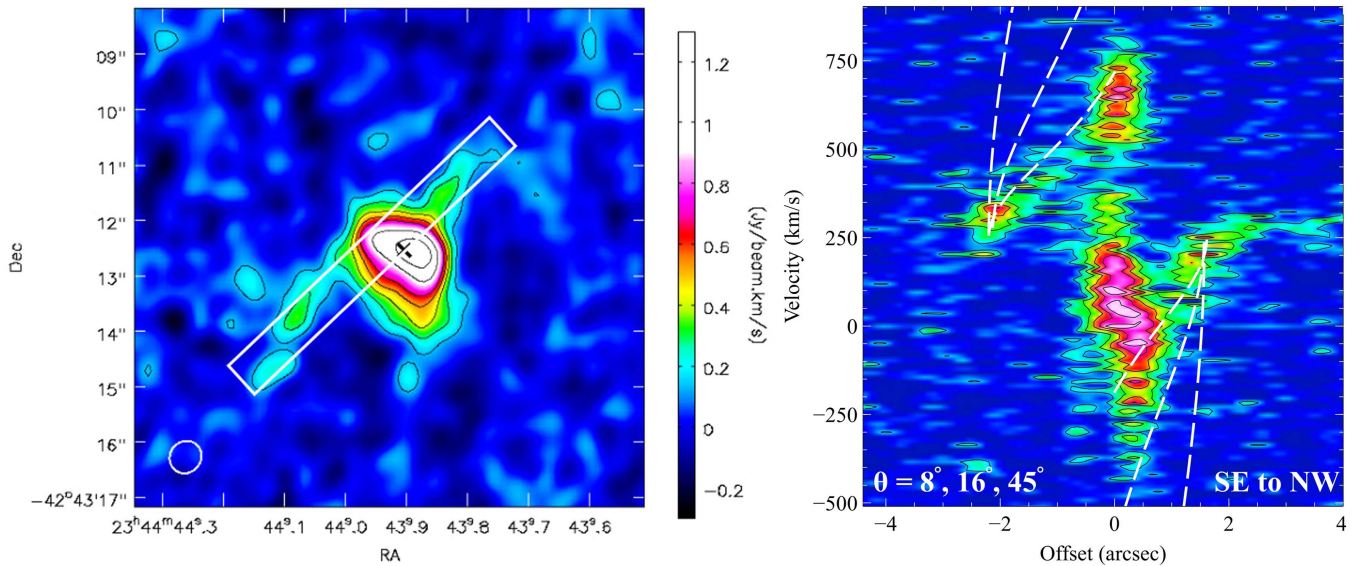 09"
10"
11"
12"
13"
14"
15"
16"
−42°43'17"
Dec
23ʰ44ᵐ44ˢ.3 44ˢ.1 44ˢ.0 43ˢ.9 43ˢ.8 43ˢ.7 43ˢ.6
RA
1.2
1
0.8
0.6
0.4
0.2
0
−0.2
(Jy/beam.km/s)
750
500
250
0
−250
−500
Velocity (km/s)
θ = 8°, 16°, 45°
SE to NW
−4 −2 0 2 4
Offset (arcsec)